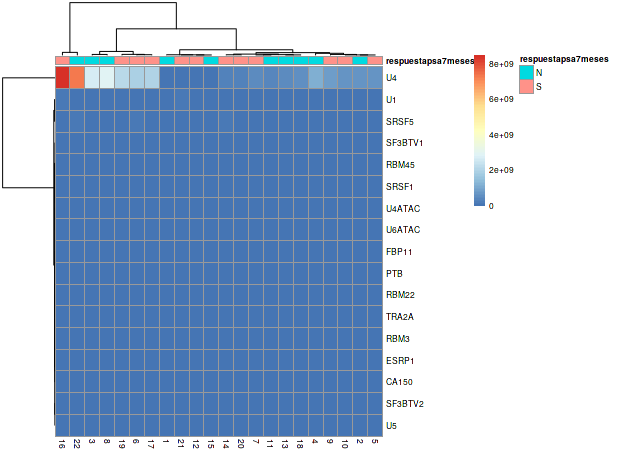 respuestapsa7meses
U4
U1
SRSF5
SF3BTV1
RBM45
SRSF1
U4ATAC
U6ATAC
FBP11
PTB
RBM22
TRA2A
RBM3
ESRP1
CA150
SF3BTV2
U5
16 22 3 8 19 6 17 1 21 12 15 14 20 7 11 13 18 4 9 10 2 5
8e+09
6e+09
4e+09
2e+09
0
respuestapsa7meses
N
S